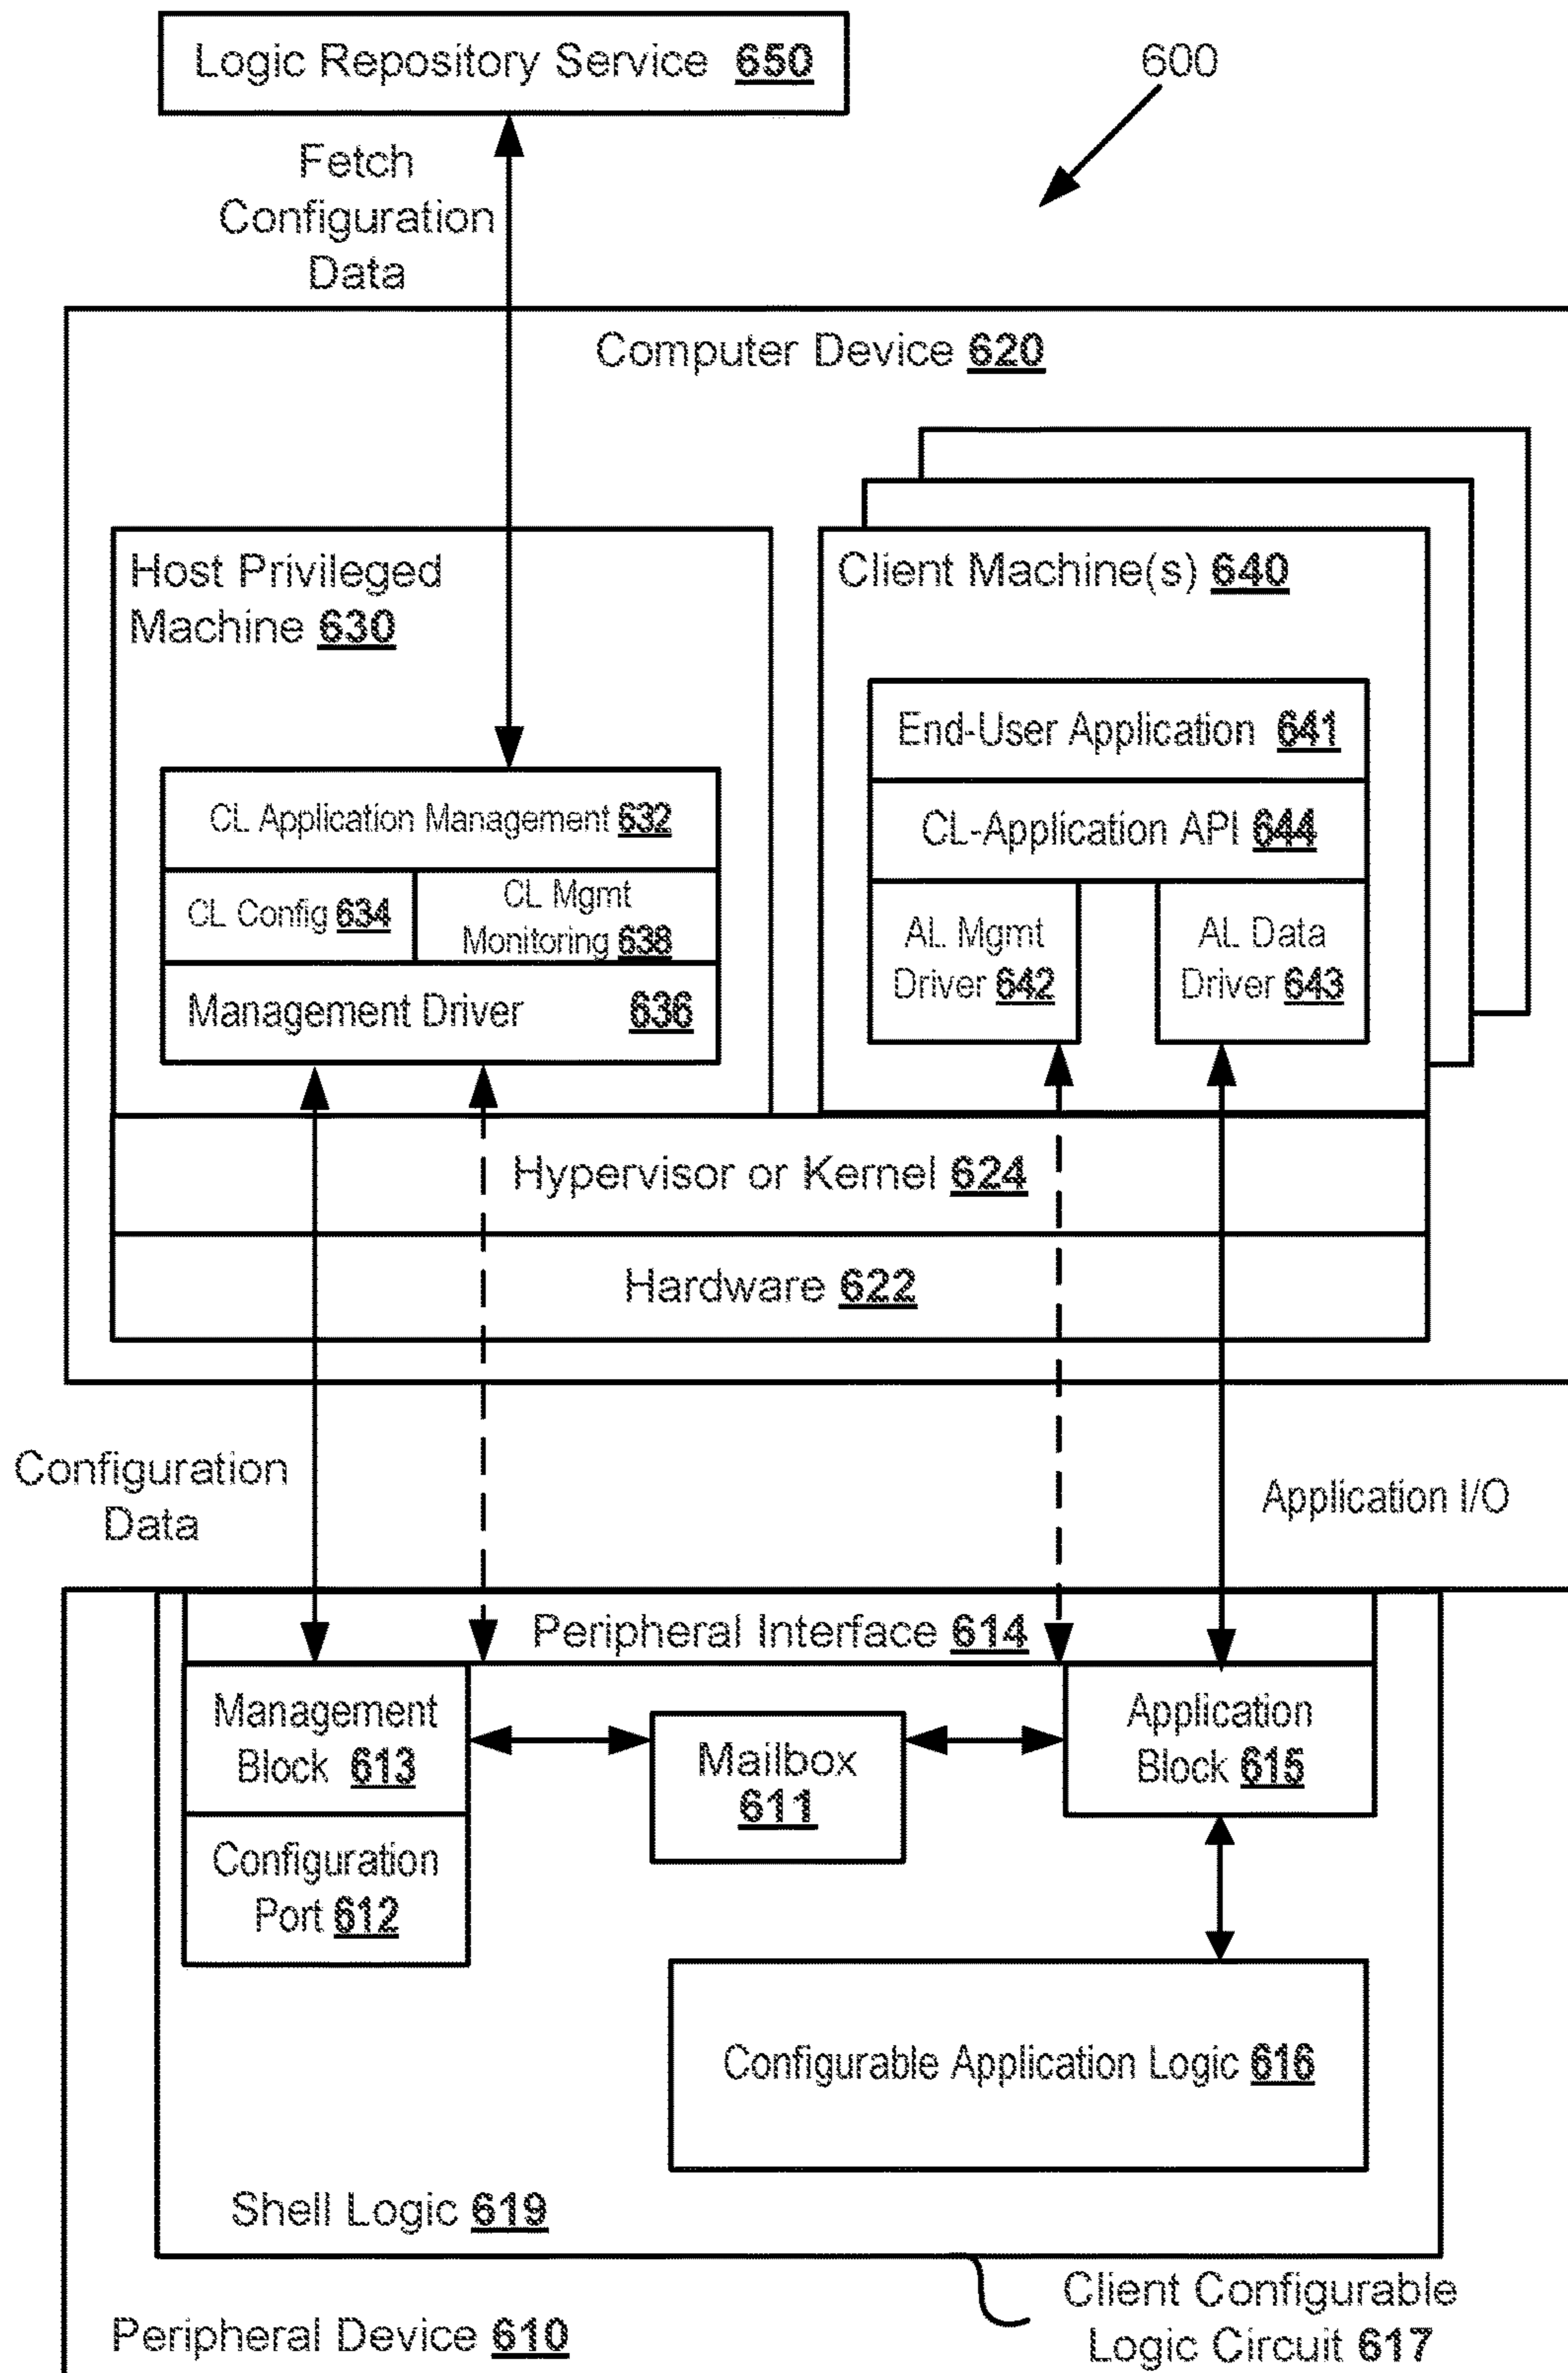 Logic Repository Service 650
600
Fetch
Configuration
Data
Computer Device 620
Host Privileged
Machine 630
CL Application Management 632
CL Config 634
CL Mgmt
Monitoring 638
Management Driver 636
Client Machine(s) 640
End-User Application 641
CL-Application API 644
AL Mgmt
Driver 642
AL Data
Driver 643
Hypervisor or Kernel 624
Hardware 622
Configuration
Data
Application I/O
Peripheral Interface 614
Management
Block 613
Mailbox
611
Application
Block 615
Configuration
Port 612
Configurable Application Logic 616
Shell Logic 619
Client Configurable
Logic Circuit 617
Peripheral Device 610